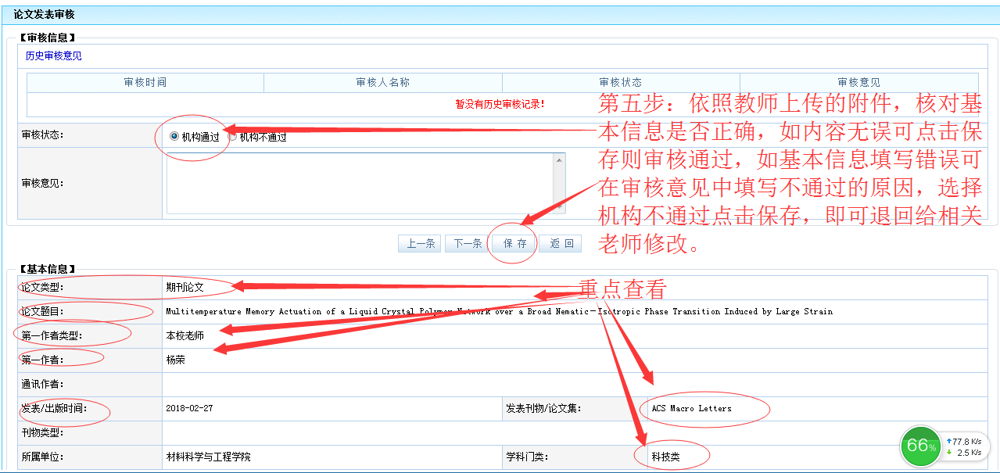 论文发表审核
【审核信息】
历史审核意见
审核时间 审核人名称 审核状态 审核意见
暂没有历史审核记录!
第五步：依照教师上传的附件，核对基
本信息是否正确，如内容无误可点击保
存则审核通过，如基本信息填写错误可
在审核意见中填写不通过的原因，选择
机构不通过点击保存，即可退回给相关
老师修改。
审核状态: 机构通过 机构不通过
审核意见:
上一条 下一条 保 存 返 回
【基本信息】
重点查看
论文类型: 期刊论文
论文题目: Multitemperature Memory Actuation of a Liquid Crystal Polymer Network over a Broad Nematic-Isotropic Phase Transition Induced by Large Strain
第一作者类型: 本校老师
第一作者: 杨荣
通讯作者:
发表/出版时间: 2018-02-27 发表刊物/论文集: ACS Macro Letters
刊物类型:
所属单位: 材料科学与工程学院 学科门类: 科技类
66%
77.8 K/s
2.5 K/s